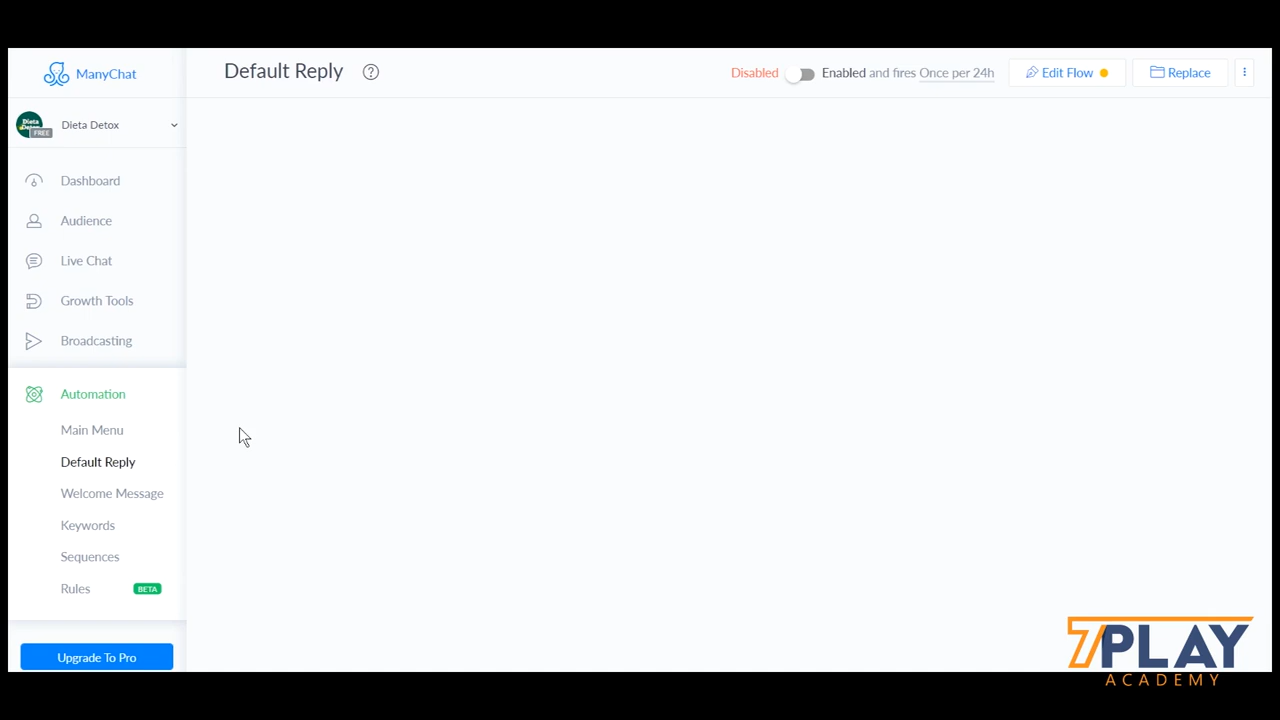 ManyChat
Default Reply ?
Disabled Enabled and fires Once per 24h Edit Flow Replace
Dieta Detox
Dieta
Detox
FREE
Dashboard
Audience
Live Chat
Growth Tools
Broadcasting
Automation
Main Menu
Default Reply
Welcome Message
Keywords
Sequences
Rules BETA
Upgrade To Pro
7PLAY
ACADEMY